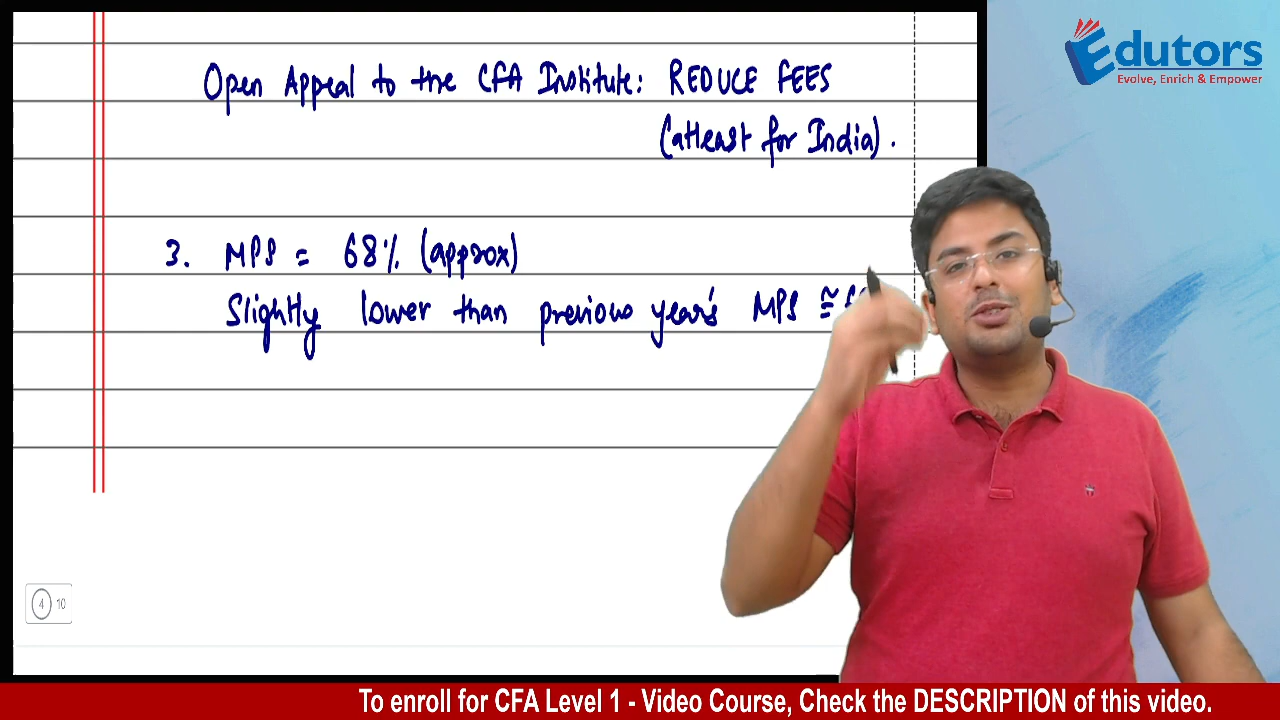 Open Appeal to the CFA Institute: REDUCE FEES
(atleast for India).
3. MPS = 68% (approx)
Slightly lower than previous year's MPS ≅
4 10
Edutors
Evolve, Enrich & Empower
To enroll for CFA Level 1 - Video Course, Check the DESCRIPTION of this video.